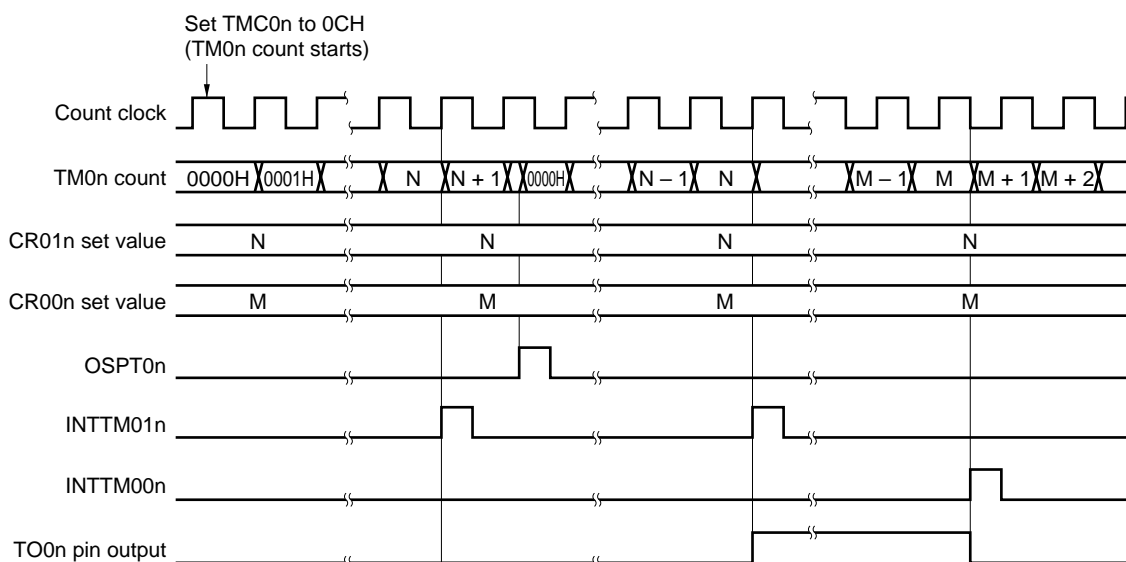 Set TMC0n to 0CH
(TM0n count starts)
Count clock
TM0n count 0000H 0001H N N + 1 0000H N – 1 N M – 1 M M + 1 M + 2
CR01n set value N N N N
CR00n set value M M M M
OSPT0n
INTTM01n
INTTM00n
TO0n pin output